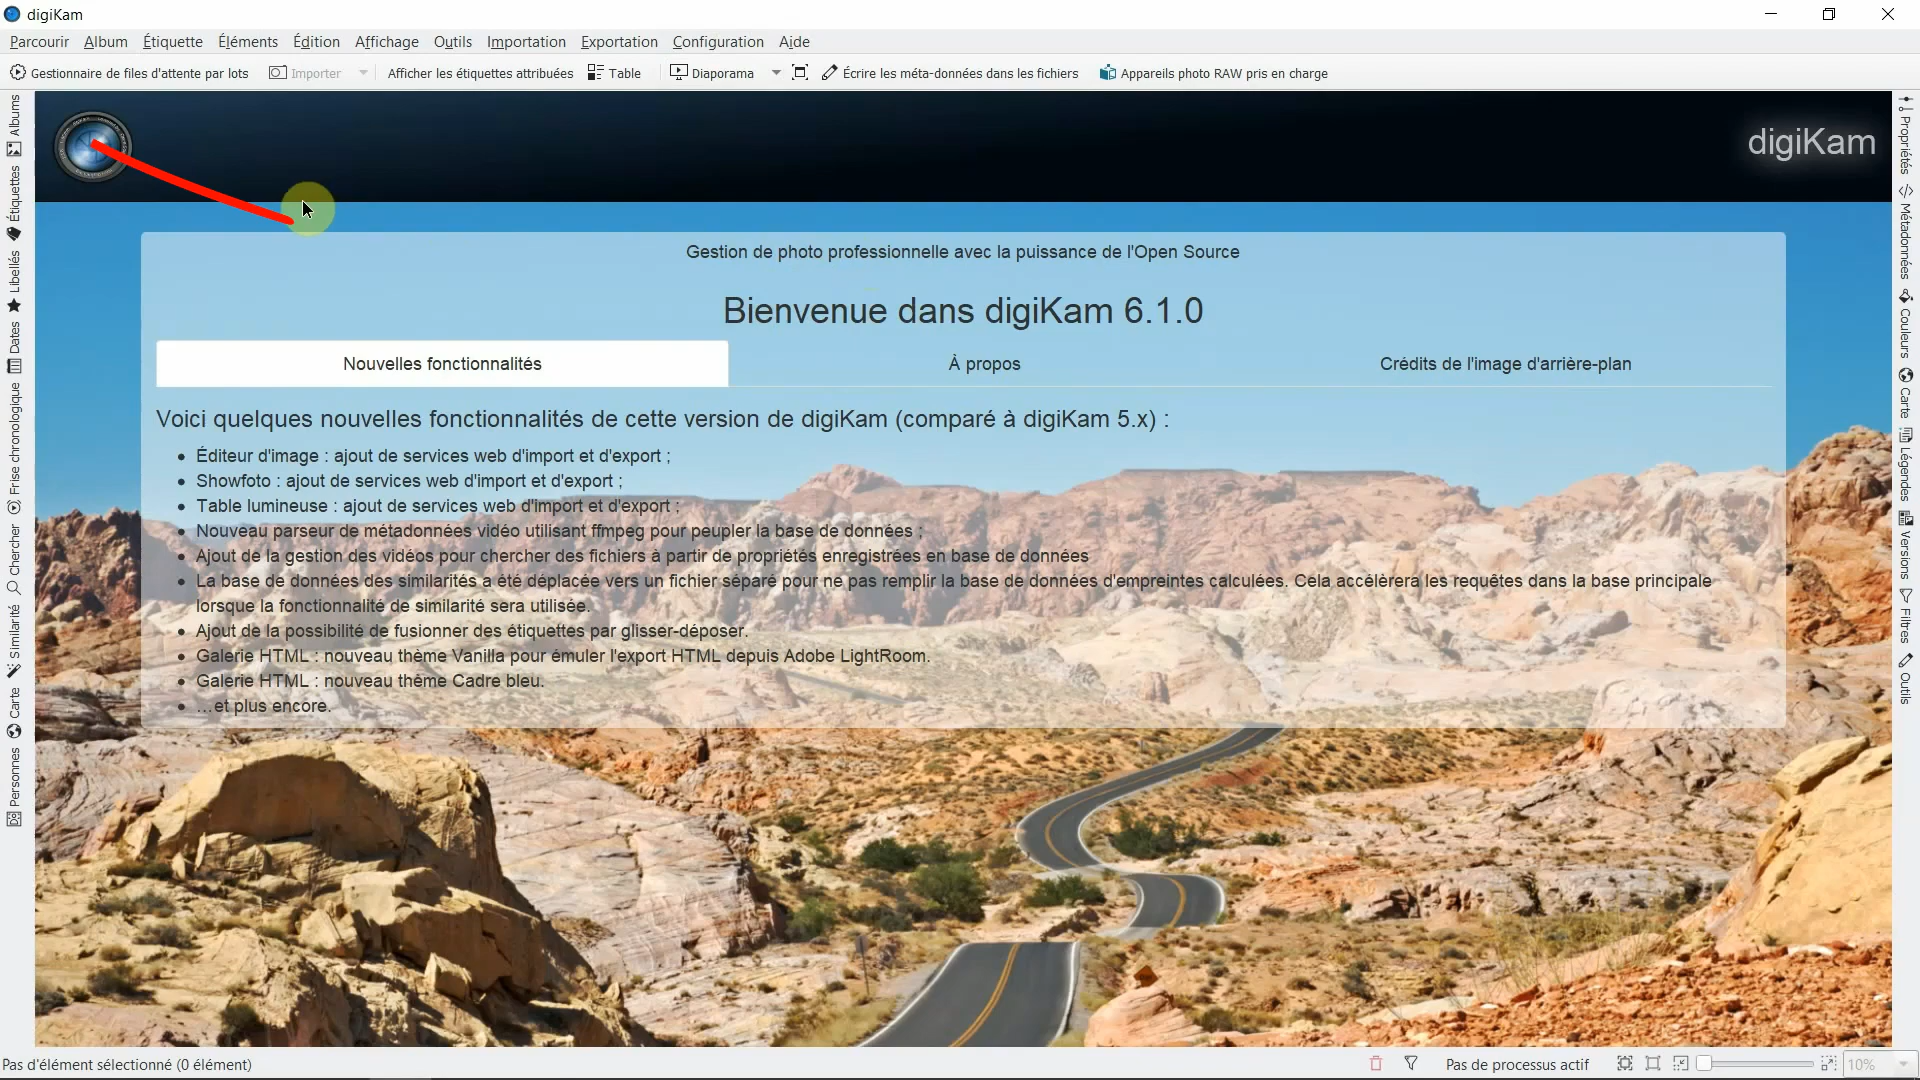 digiKam
Parcourir Album Étiquette Éléments Édition Affichage Outils Importation Exportation Configuration Aide
Gestionnaire de files d'attente par lots Importer Afficher les étiquettes attribuées Table Diaporama Écrire les méta-données dans les fichiers Appareils photo RAW pris en charge
Albums
Étiquettes
Libellés
Dates
Frise chronologique
Chercher
Similarité
Carte
Personnes
digiKam
Gestion de photo professionnelle avec la puissance de l'Open Source
Bienvenue dans digiKam 6.1.0
Nouvelles fonctionnalités À propos Crédits de l'image d'arrière-plan
Voici quelques nouvelles fonctionnalités de cette version de digiKam (comparé à digiKam 5.x) :
• Éditeur d'image : ajout de services web d'import et d'export ;
• Showfoto : ajout de services web d'import et d'export ;
• Table lumineuse : ajout de services web d'import et d'export ;
• Nouveau parseur de métadonnées vidéo utilisant ffmpeg pour peupler la base de données ;
• Ajout de la gestion des vidéos pour chercher des fichiers à partir de propriétés enregistrées en base de données
• La base de données des similarités a été déplacée vers un fichier séparé pour ne pas remplir la base de données d'empreintes calculées. Cela accélèrera les requêtes dans la base principale
lorsque la fonctionnalité de similarité sera utilisée.
• Ajout de la possibilité de fusionner des étiquettes par glisser-déposer.
• Galerie HTML : nouveau thème Vanilla pour émuler l'export HTML depuis Adobe LightRoom.
• Galerie HTML : nouveau thème Cadre bleu.
• …et plus encore.
Propriétés
Métadonnées
Couleurs
Carte
Légendes
Versions
Filtres
Outils
Pas d'élément sélectionné (0 élément) Pas de processus actif 10%